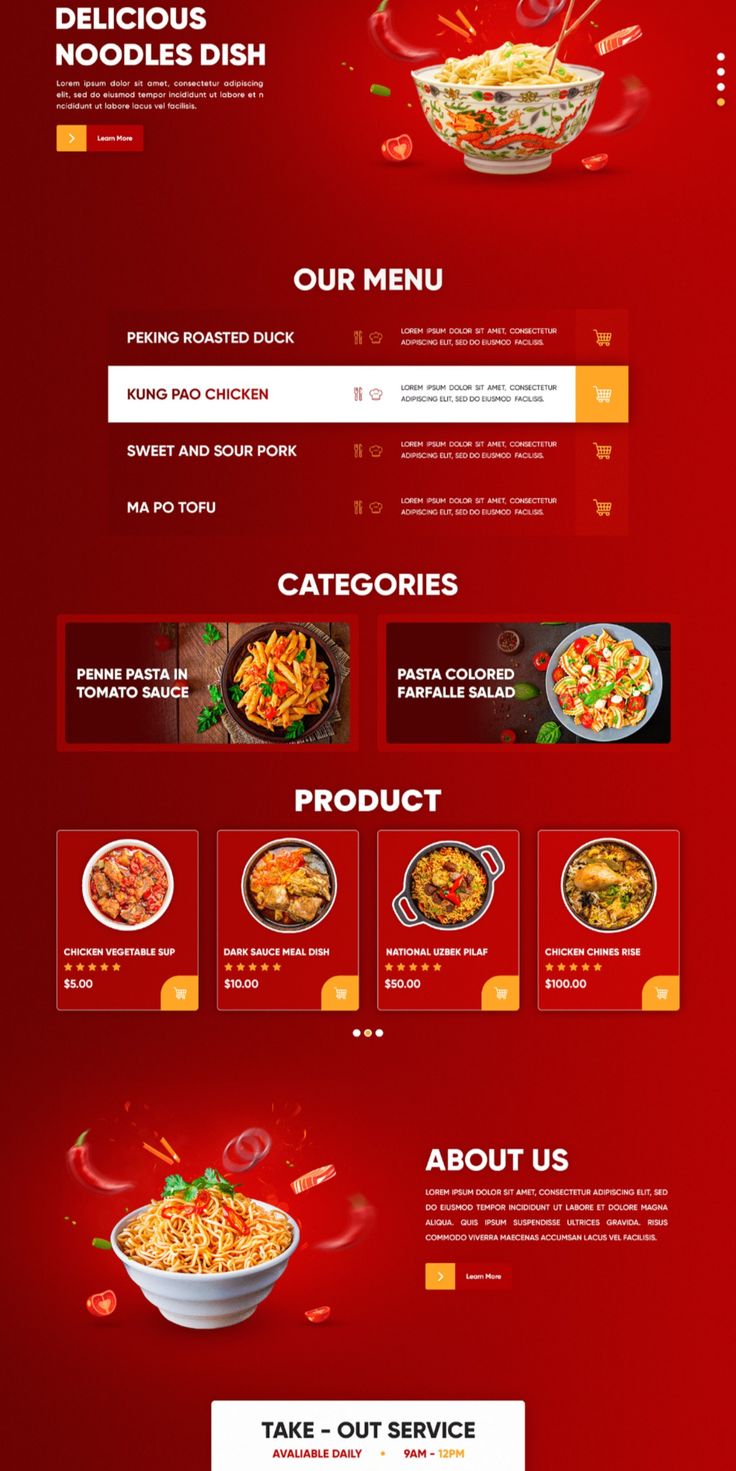 DELICIOUS
NOODLES DISH
Lorem ipsum dolor sit amet, consectetur adipiscing
elit, sed do eiusmod tempor incididunt ut labore et n
ncididunt ut labore lacus vel facilisis.
Learn More
OUR MENU
PEKING ROASTED DUCK
LOREM IPSUM DOLOR SIT AMET, CONSECTETUR
ADIPISCING ELIT, SED DO EIUSMOD FACILISIS.
KUNG PAO CHICKEN
LOREM IPSUM DOLOR SIT AMET, CONSECTETUR
ADIPISCING ELIT, SED DO EIUSMOD FACILISIS.
SWEET AND SOUR PORK
LOREM IPSUM DOLOR SIT AMET, CONSECTETUR
ADIPISCING ELIT, SED DO EIUSMOD FACILISIS.
MA PO TOFU
LOREM IPSUM DOLOR SIT AMET, CONSECTETUR
ADIPISCING ELIT, SED DO EIUSMOD FACILISIS.
CATEGORIES
PENNE PASTA IN
TOMATO SAUCE
PASTA COLORED
FARFALLE SALAD
PRODUCT
CHICKEN VEGETABLE SUP
$5.00
DARK SAUCE MEAL DISH
$10.00
NATIONAL UZBEK PILAF
$50.00
CHICKEN CHINES RISE
$100.00
ABOUT US
LOREM IPSUM DOLOR SIT AMET, CONSECTETUR ADIPISCING ELIT, SED
DO EIUSMOD TEMPOR INCIDIDUNT UT LABORE ET DOLORE MAGNA
ALIQUA. QUIS IPSUM SUSPENDISSE ULTRICES GRAVIDA. RISUS
COMMODO VIVERRA MAECENAS ACCUMSAN LACUS VEL FACILISIS.
Learn More
TAKE - OUT SERVICE
AVALIABLE DAILY • 9AM - 12PM